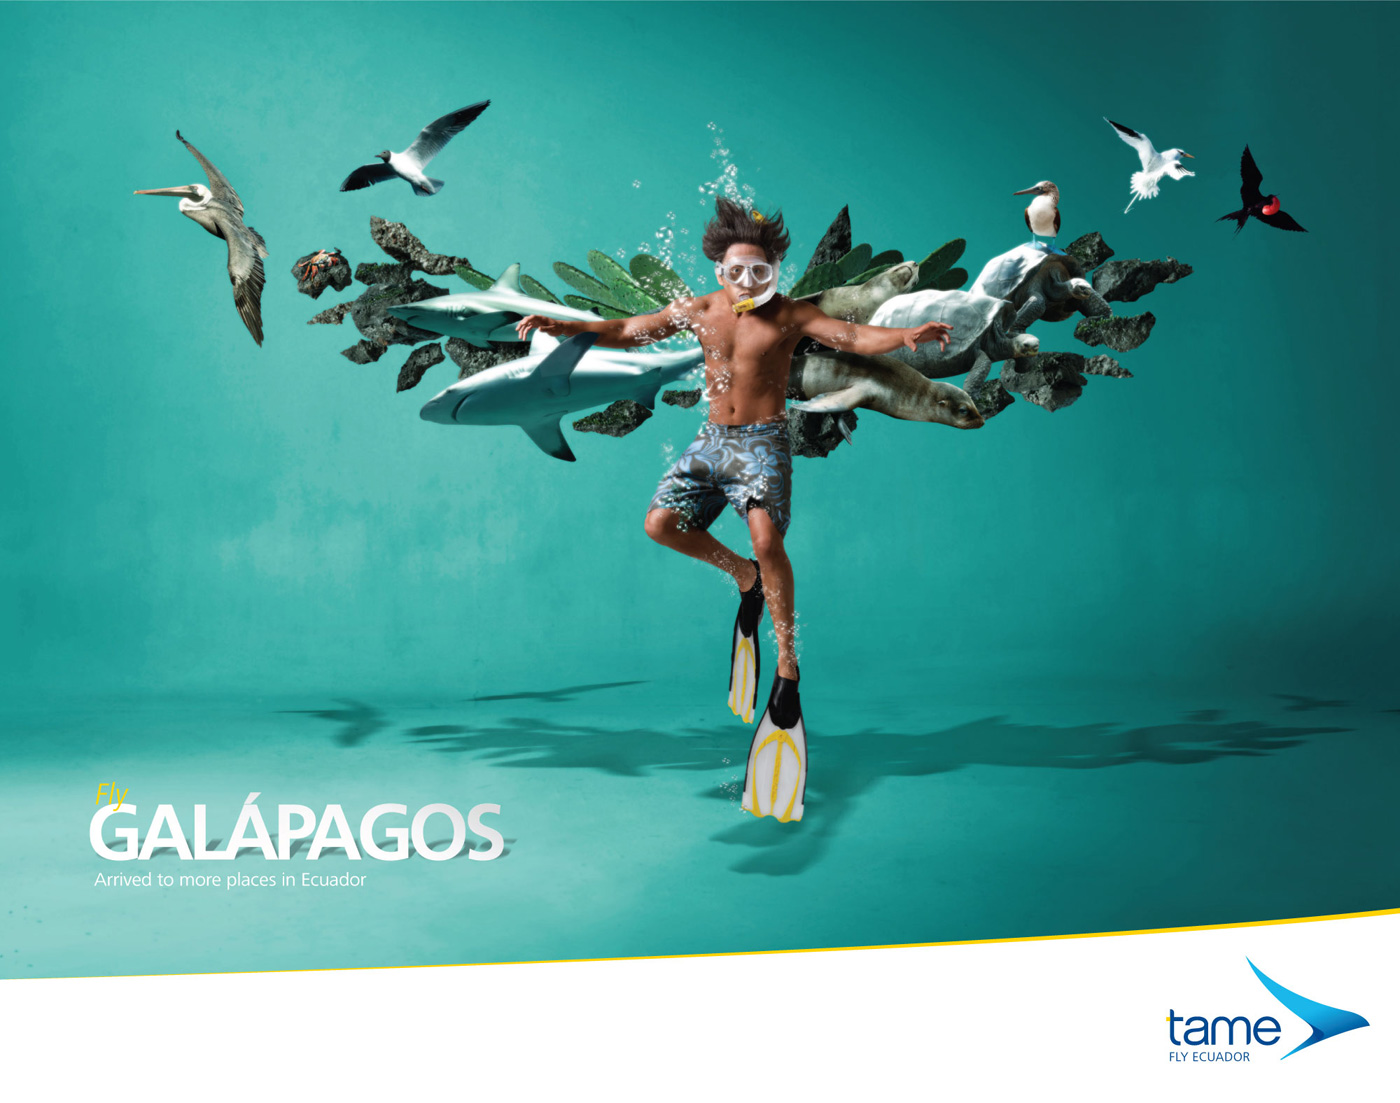 Fly
GALÁPAGOS
Arrived to more places in Ecuador
tame
FLY ECUADOR